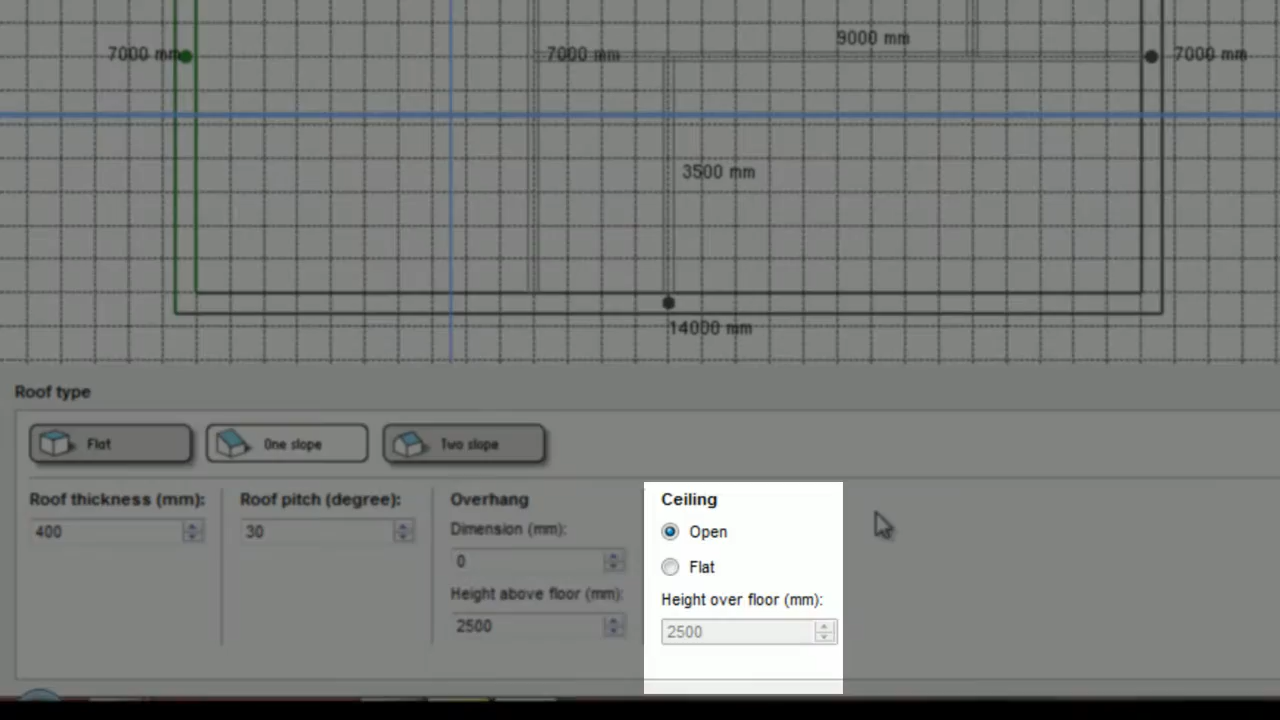 9000 mm
7000 mm
7000 mm
7000 mm
3500 mm
14000 mm
Roof type
Flat
One slope
Two slope
Roof thickness (mm):
400
Roof pitch (degree):
30
Overhang
Dimension (mm):
0
Height above floor (mm):
2500
Ceiling
Open
Flat
Height over floor (mm):
2500